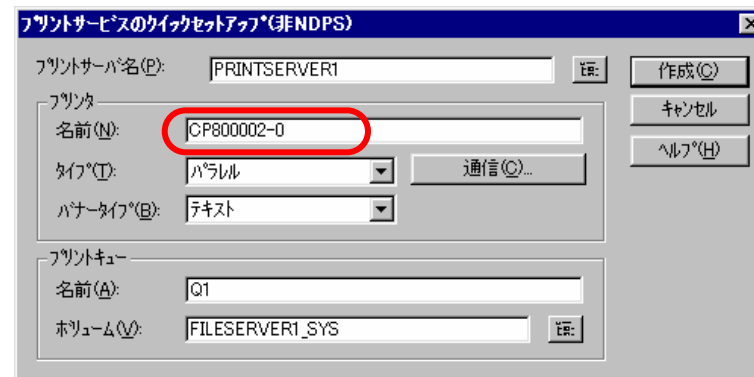 プリントサービスのクイックセットアップ(非NDPS)
プリントサーバ名(P): PRINTSERVER1 作成(C)
プリンタ キャンセル
名前(N): CP800002-0 ヘルプ(H)
タイプ(T): パラレル 通信(C)...
バナータイプ(B): テキスト
プリントキュー
名前(A): Q1
ボリューム(V): FILESERVER1_SYS